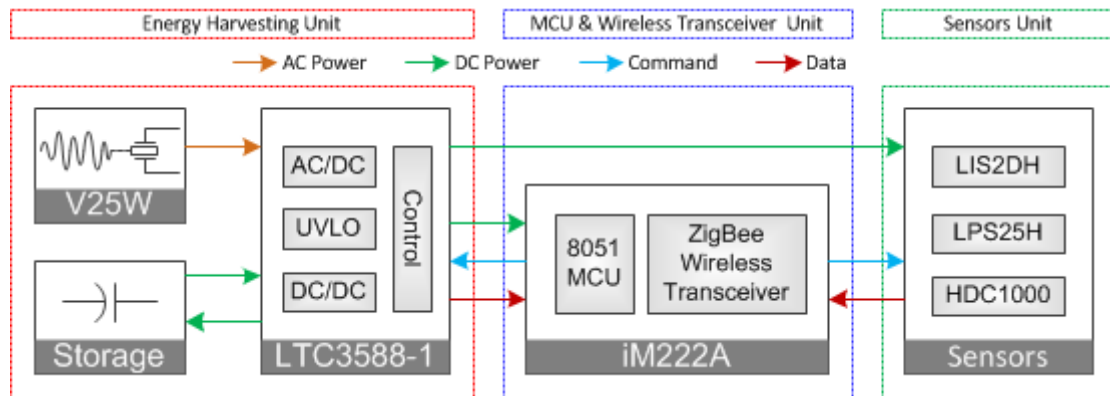 Energy Harvesting Unit
MCU & Wireless Transceiver Unit
Sensors Unit
AC Power
DC Power
Command
Data
V25W
Storage
AC/DC
UVLO
DC/DC
Control
LTC3588-1
8051
MCU
ZigBee
Wireless
Transceiver
iM222A
LIS2DH
LPS25H
HDC1000
Sensors